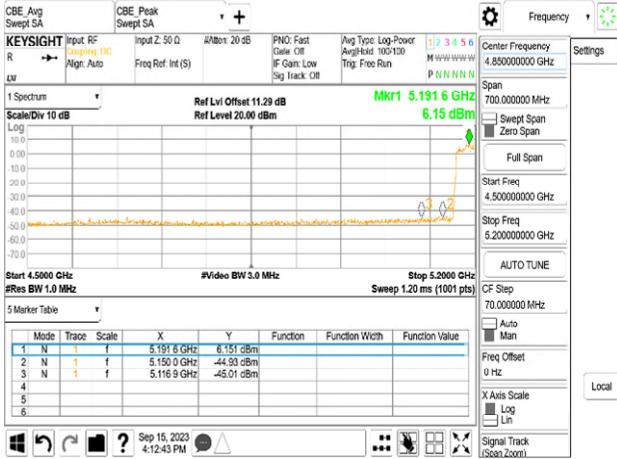 CBE_Avg
Swept SA
CBE_Peak
Swept SA
+
Frequency
KEYSIGHT
R
Input: RF
Coupling: DC
Align: Auto
Input Z: 50 Ω
Freq Ref: Int (S)
#Atten: 20 dB
PNO: Fast
Gate: Off
IF Gain: Low
Sig Track: Off
Avg Type: Log-Power
Avg|Hold: 100/100
Trig: Free Run
1 2 3 4 5 6
M W W W W W
P N N N N N
Center Frequency
4.850000000 GHz
Settings
Span
700.000000 MHz
Swept Span
Zero Span
Full Span
Start Freq
4.500000000 GHz
Stop Freq
5.200000000 GHz
AUTO TUNE
CF Step
70.000000 MHz
Auto
Man
Freq Offset
0 Hz
X Axis Scale
Log
Lin
Signal Track
(Span Zoom)
Local
1 Spectrum
Scale/Div 10 dB
Ref Lvl Offset 11.29 dB
Ref Level 20.00 dBm
Mkr1 5.191 6 GHz
6.15 dBm
Log
10.0
0.00
-10.0
-20.0
-30.0
-40.0
-50.0
-60.0
-70.0
3
2
Start 4.5000 GHz
#Res BW 1.0 MHz
#Video BW 3.0 MHz
Stop 5.2000 GHz
Sweep 1.20 ms (1001 pts)
5 Marker Table
Mode Trace Scale X Y Function Function Width Function Value
1 N 1 f 5.191 6 GHz 6.151 dBm
2 N 1 f 5.150 0 GHz -44.93 dBm
3 N 1 f 5.116 9 GHz -45.01 dBm
4
5
6
?
Sep 15, 2023
4:12:43 PM